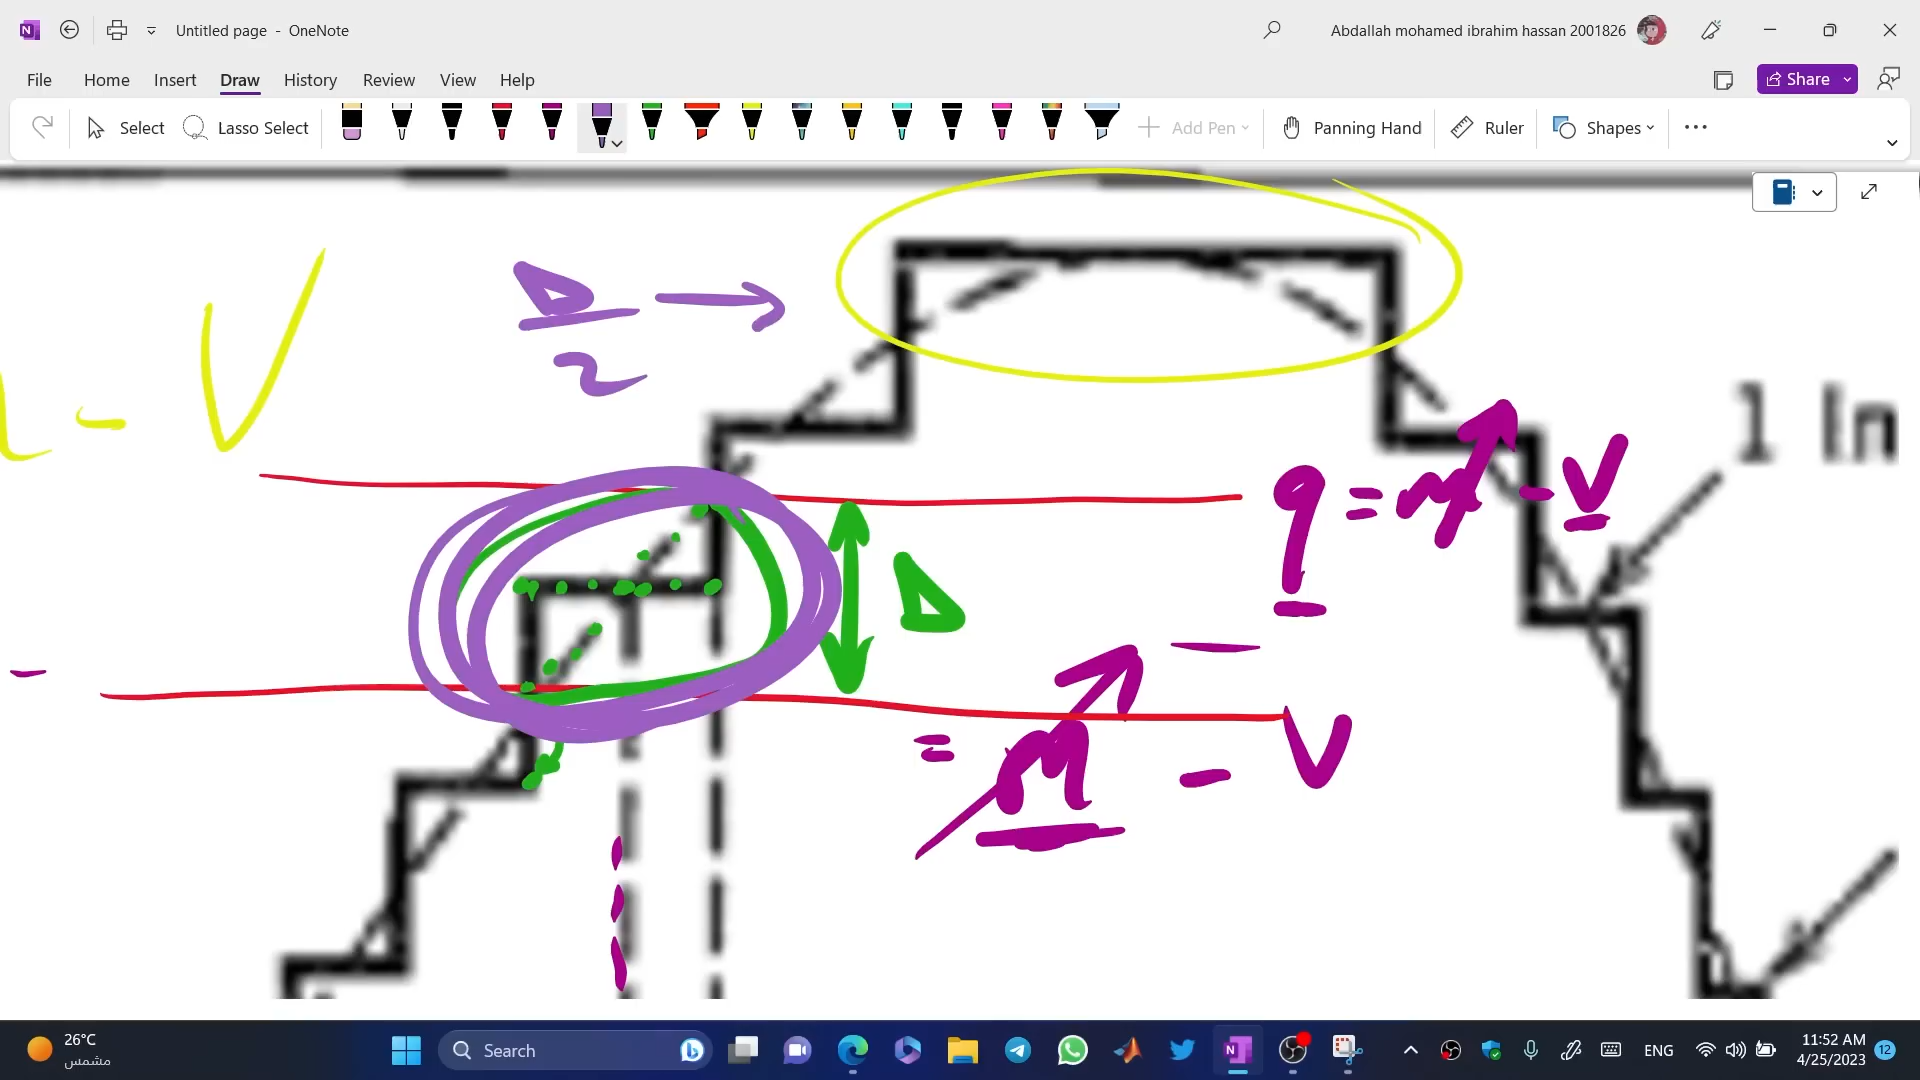 Untitled page - OneNote
Abdallah mohamed ibrahim hassan 2001826
File Home Insert Draw History Review View Help
Share
Select Lasso Select Add Pen Panning Hand Ruler Shapes
Δ/2 →
- V
1 ln
q = m - v
Δ
= m - V
26°C
مشمس
Search
ENG
11:52 AM
4/25/2023
12